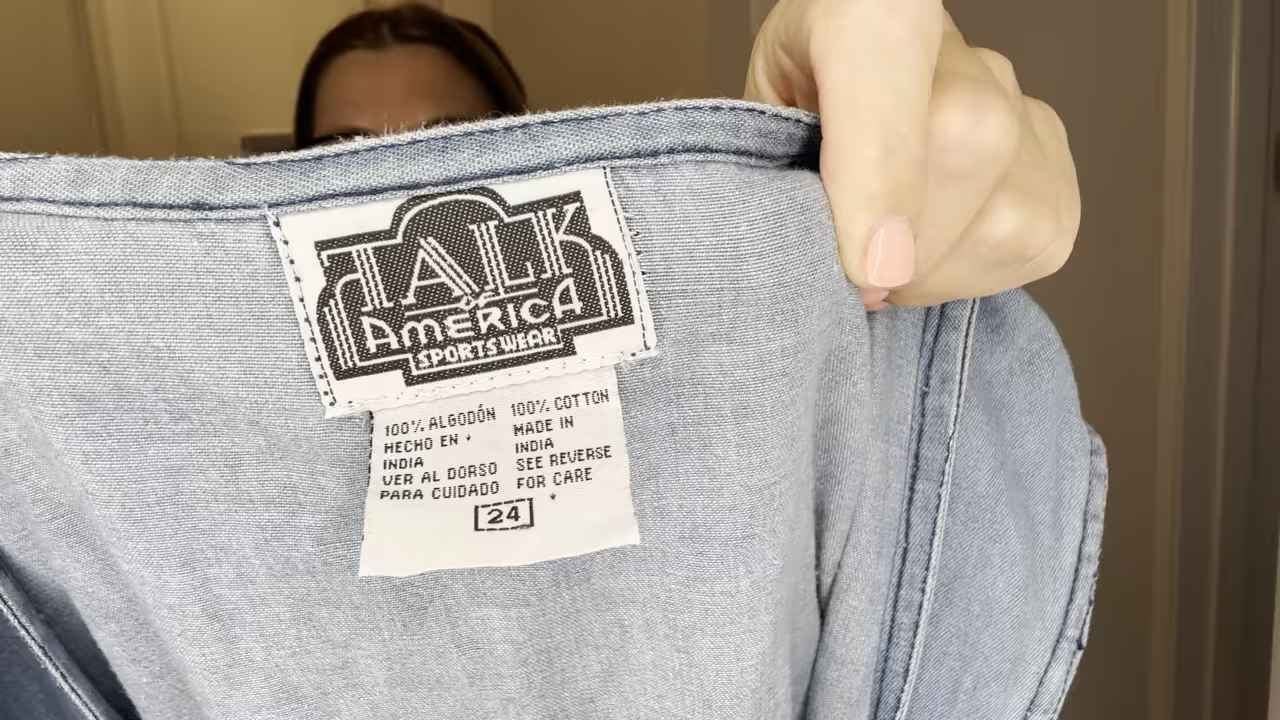 TALK
OF
AMERICA
SPORTSWEAR
100% ALGODÓN
HECHO EN
INDIA
VER AL DORSO
PARA CUIDADO
100% COTTON
MADE IN
INDIA
SEE REVERSE
FOR CARE
24